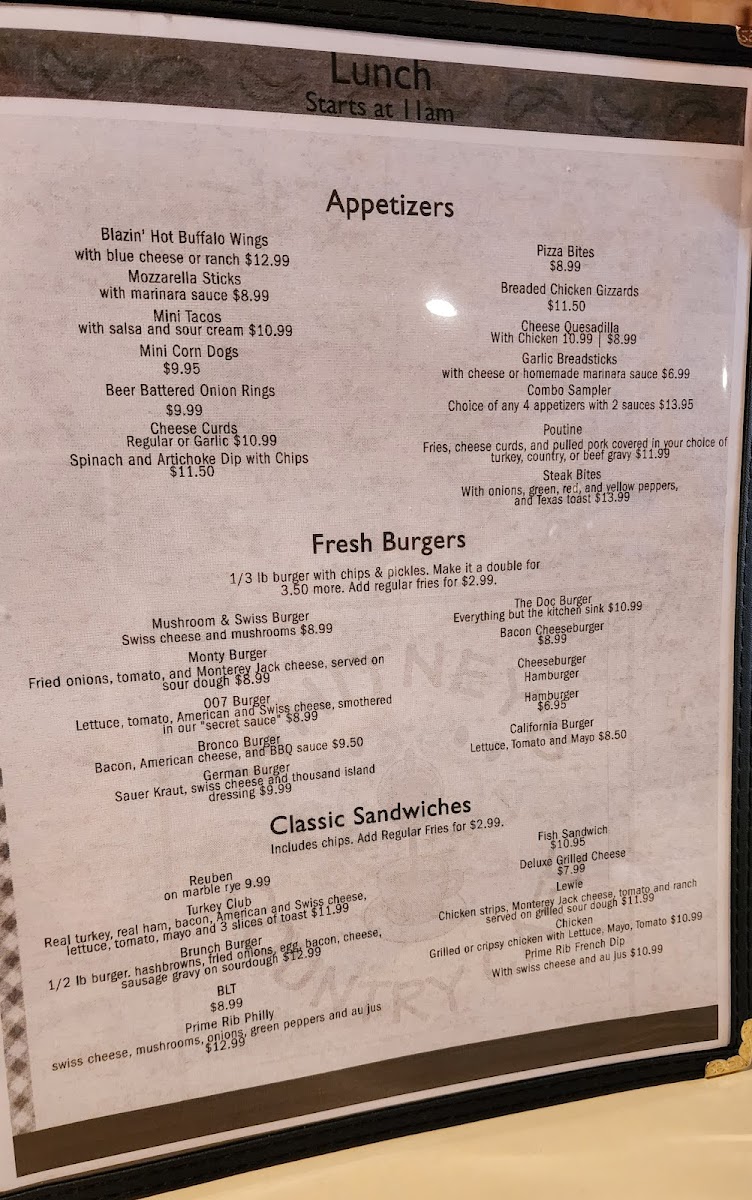 Lunch
Starts at 11am
Appetizers
Blazin' Hot Buffalo Wings
with blue cheese or ranch $12.99
Mozzarella Sticks
with marinara sauce $8.99
Mini Tacos
with salsa and sour cream $10.99
Mini Corn Dogs
$9.95
Beer Battered Onion Rings
$9.99
Cheese Curds
Regular or Garlic $10.99
Spinach and Artichoke Dip with Chips
$11.50
Pizza Bites
$8.99
Breaded Chicken Gizzards
$11.50
Cheese Quesadilla
With Chicken 10.99 | $8.99
Garlic Breadsticks
with cheese or homemade marinara sauce $6.99
Combo Sampler
Choice of any 4 appetizers with 2 sauces $13.95
Poutine
Fries, cheese curds, and pulled pork covered in your choice of
turkey, country, or beef gravy $11.99
Steak Bites
With onions, green, red, and yellow peppers,
and Texas toast $13.99
Fresh Burgers
1/3 lb burger with chips & pickles. Make it a double for
3.50 more. Add regular fries for $2.99.
Mushroom & Swiss Burger
Swiss cheese and mushrooms $8.99
Monty Burger
Fried onions, tomato, and Monterey Jack cheese, served on
sour dough $8.99
007 Burger
Lettuce, tomato, American and Swiss cheese, smothered
in our "secret sauce" $8.99
Bronco Burger
Bacon, American cheese, and BBQ sauce $9.50
German Burger
Sauer Kraut, swiss cheese and thousand island
dressing $9.99
The Doc Burger
Everything but the kitchen sink $10.99
Bacon Cheeseburger
$8.99
Cheeseburger
Hamburger
Hamburger
$6.95
California Burger
Lettuce, Tomato and Mayo $8.50
Classic Sandwiches
Includes chips. Add Regular Fries for $2.99.
Reuben
on marble rye 9.99
Turkey Club
Real turkey, real ham, bacon, American and Swiss cheese,
lettuce, tomato, mayo and 3 slices of toast $11.99
Brunch Burger
1/2 lb burger. hashbrowns, fried onions, egg, bacon, cheese,
sausage gravy on sourdough $12.99
BLT
$8.99
Prime Rib Philly
swiss cheese, mushrooms, onions, green peppers and au jus
$12.99
Fish Sandwich
$10.95
Deluxe Grilled Cheese
$7.99
Lewie
Chicken strips, Monterey Jack cheese, tomato and ranch
served on grilled sour dough $11.99
Chicken
Grilled or cripsy chicken with Lettuce, Mayo, Tomato $10.99
Prime Rib French Dip
With swiss cheese and au jus $10.99